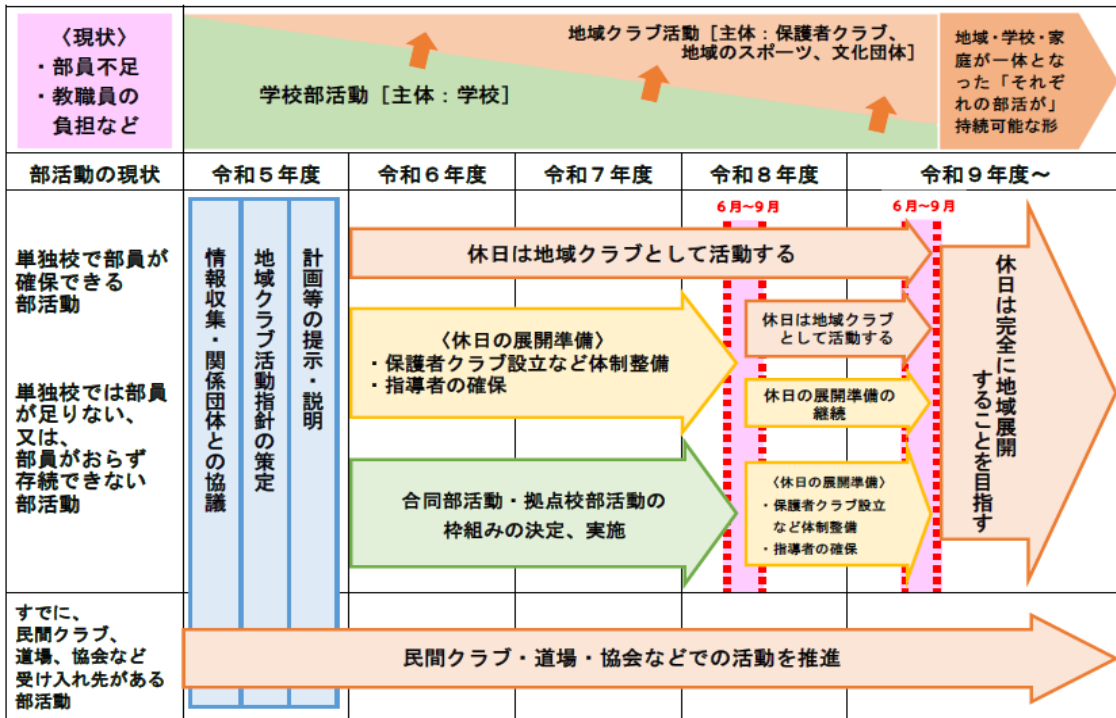 〈現状〉
・部員不足
・教職員の
負担など
学校部活動［主体：学校］
地域クラブ活動［主体：保護者クラブ、
地域のスポーツ、文化団体］
地域・学校・家
庭が一体とな
った「それぞ
れの部活が」
持続可能な形
部活動の現状
令和５年度
令和６年度
令和７年度
令和８年度
令和９年度～
単独校で部員が
確保できる
部活動
単独校では部員
が足りない、
又は、
部員がおらず
存続できない
部活動
情報収集・関係団体との協議
地域クラブ活動指針の策定
計画等の提示・説明
６月～９月
６月～９月
休日は地域クラブとして活動する
〈休日の展開準備〉
・保護者クラブ設立など体制整備
・指導者の確保
休日は地域クラブ
として活動する
休日の展開準備の
継続
合同部活動・拠点校部活動の
枠組みの決定、実施
〈休日の展開準備〉
・保護者クラブ設立
など体制整備
・指導者の確保
休日は完全に地域展開
することを目指す
すでに、
民間クラブ、
道場、協会など
受け入れ先がある
部活動
民間クラブ・道場・協会などでの活動を推進